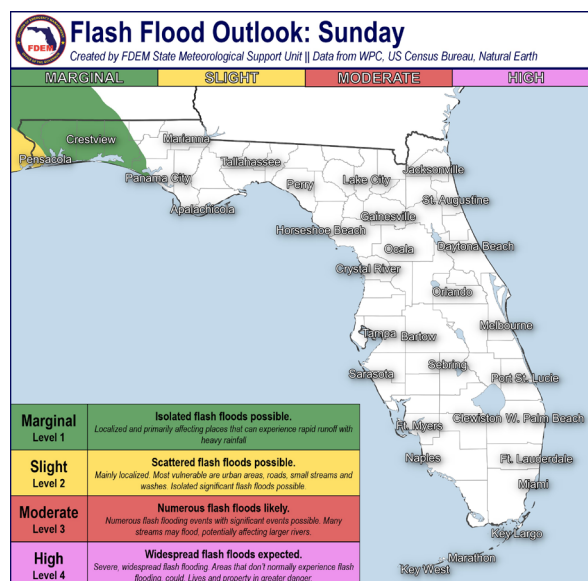 Flash Flood Outlook: Sunday
Created by FDEM State Meteorological Support Unit || Data from WPC, US Census Bureau, Natural Earth
FDEM
MARGINAL SLIGHT MODERATE HIGH
Crestview
Marianna
Pensacola
Tallahassee
Panama City
Perry
Lake City
Jacksonville
Apalachicola
St. Augustine
Gainesville
Horseshoe Beach
Ocala
Daytona Beach
Crystal River
Orlando
Melbourne
Tampa
Bartow
Sebring
Sarasota
Port St. Lucie
Clewiston
W. Palm Beach
Ft. Myers
Naples
Ft. Lauderdale
Miami
Key Largo
Marathon
Key West
Marginal
Level 1
Isolated flash floods possible.
Localized and primarily affecting places that can experience rapid runoff with
heavy rainfall
Slight
Level 2
Scattered flash floods possible.
Mainly localized. Most vulnerable are urban areas, roads, small streams and
washes. Isolated significant flash floods possible.
Moderate
Level 3
Numerous flash floods likely.
Numerous flash flooding events with significant events possible. Many
streams may flood, potentially affecting larger rivers.
High
Level 4
Widespread flash floods expected.
Severe, widespread flash flooding. Areas that don't normally experience flash
flooding, could. Lives and property in greater danger.